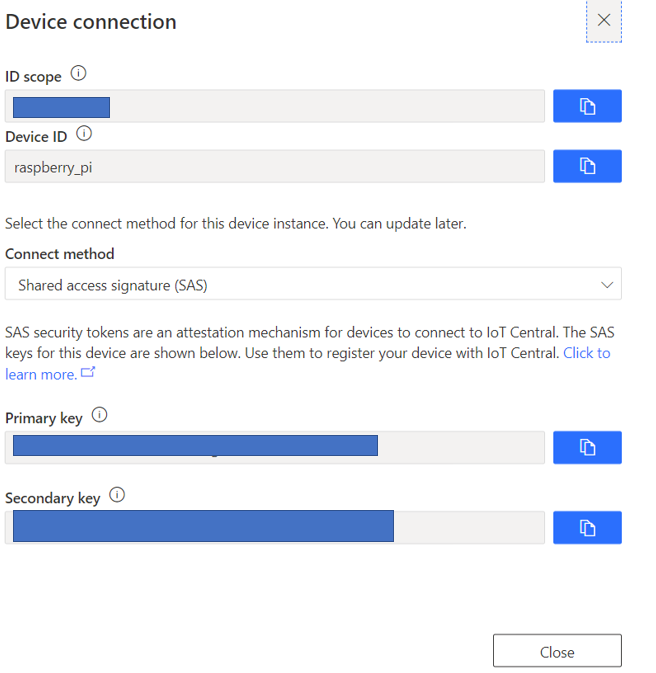 Device connection
ID scope
Device ID
raspberry_pi
Select the connect method for this device instance. You can update later.
Connect method
Shared access signature (SAS)
SAS security tokens are an attestation mechanism for devices to connect to IoT Central. The SAS
keys for this device are shown below. Use them to register your device with IoT Central. Click to
learn more.
Primary key
Secondary key
Close